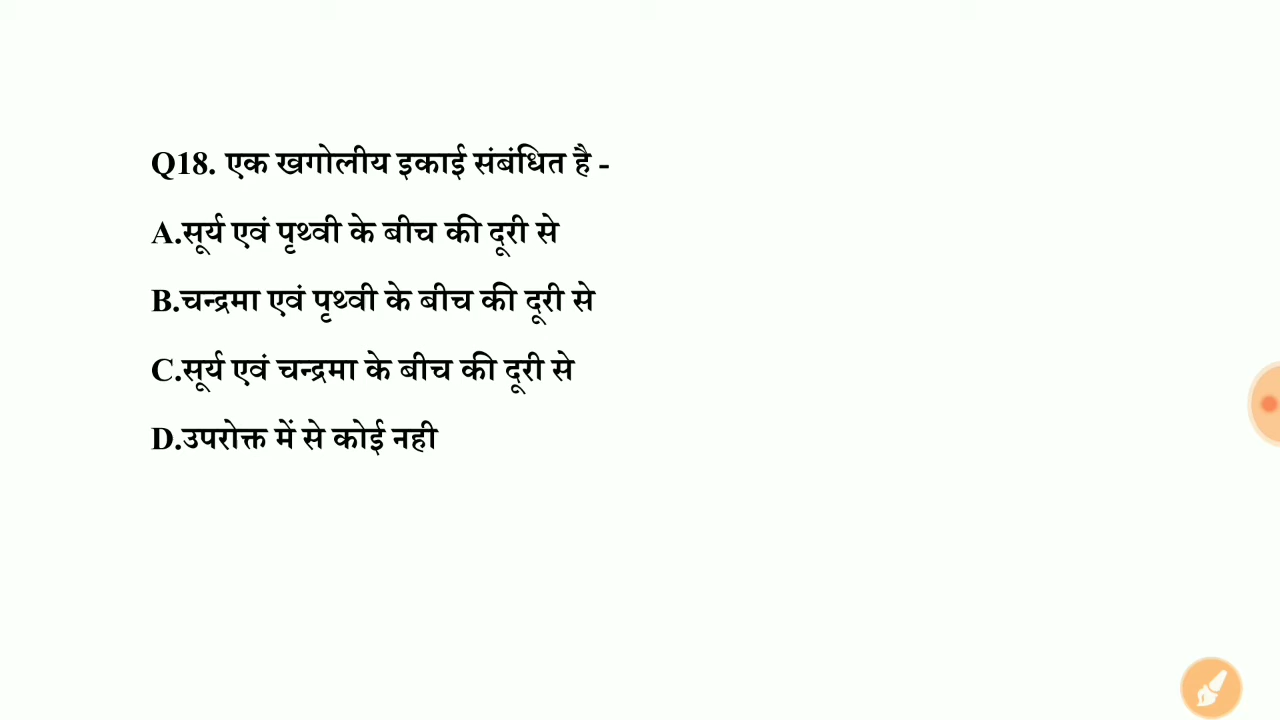 Q18. एक खगोलीय इकाई संबंधित है -
A.सूर्य एवं पृथ्वी के बीच की दूरी से
B.चन्द्रमा एवं पृथ्वी के बीच की दूरी से
C.सूर्य एवं चन्द्रमा के बीच की दूरी से
D.उपरोक्त में से कोई नही